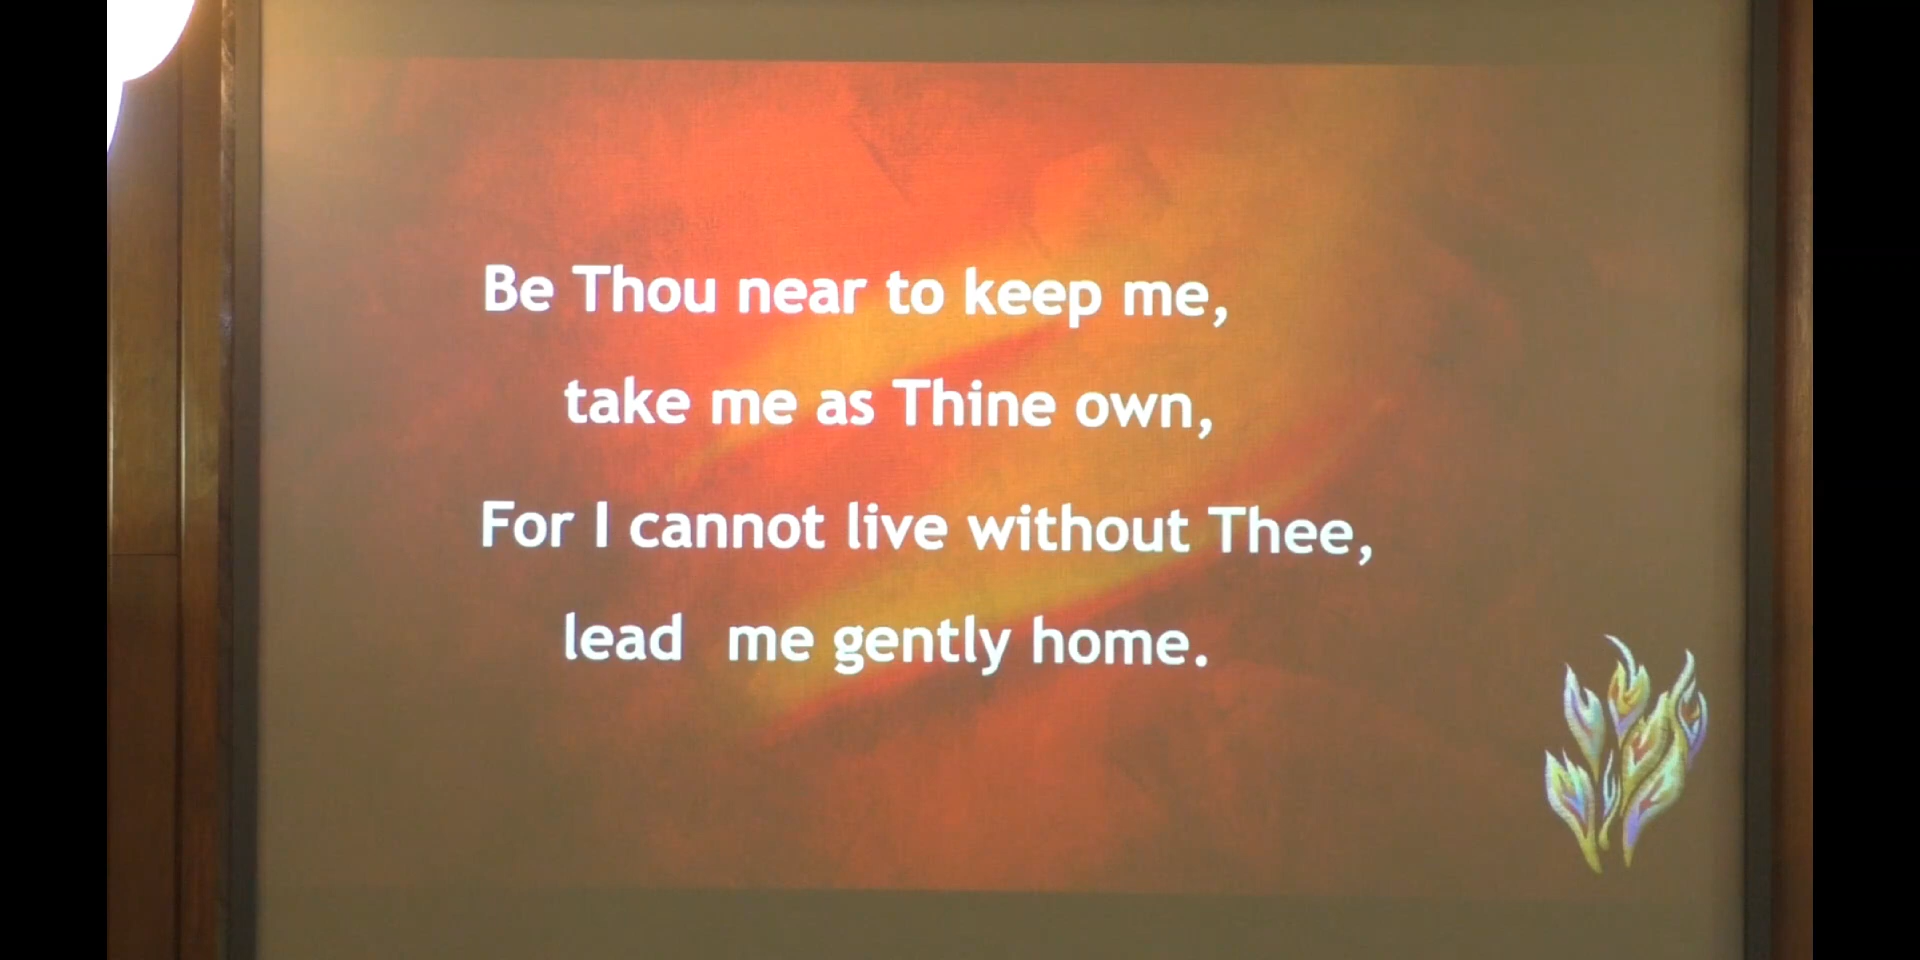 Be Thou near to keep me,
take me as Thine own,
For I cannot live without Thee,
lead me gently home.